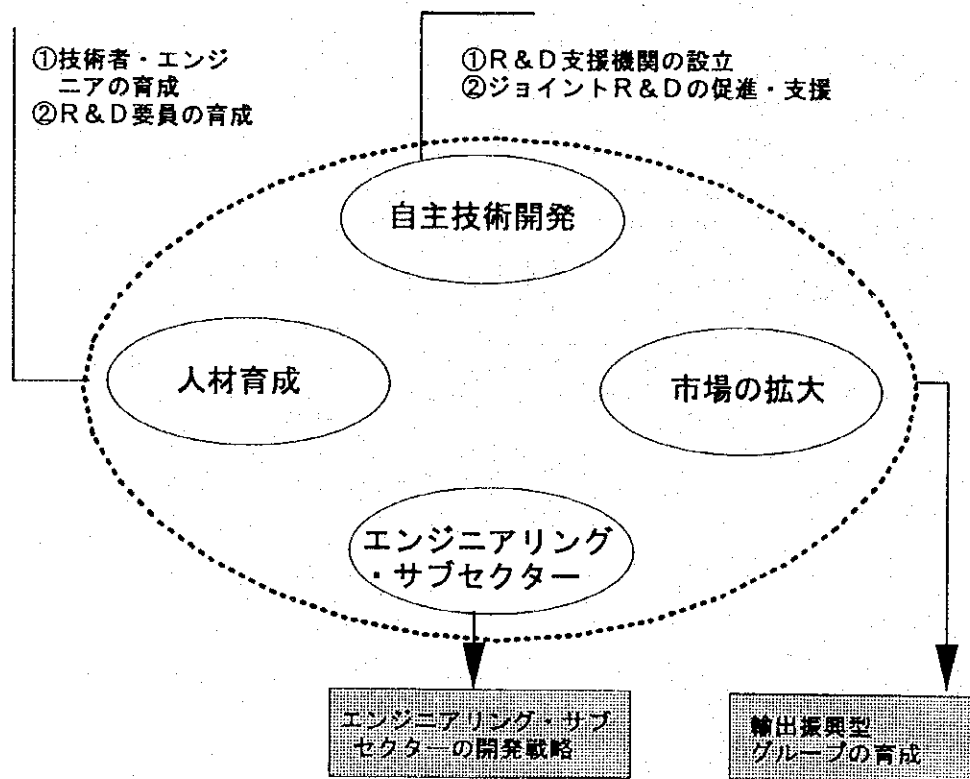 ①技術者・エンジ
ニアの育成
②R&D要員の育成
①R&D支援機関の設立
②ジョイントR&Dの促進・支援
自主技術開発
人材育成
市場の拡大
エンジニアリング
・サブセクター
エンジニアリング・サブ
セクターの開発戦略
輸出振興型
グループの育成